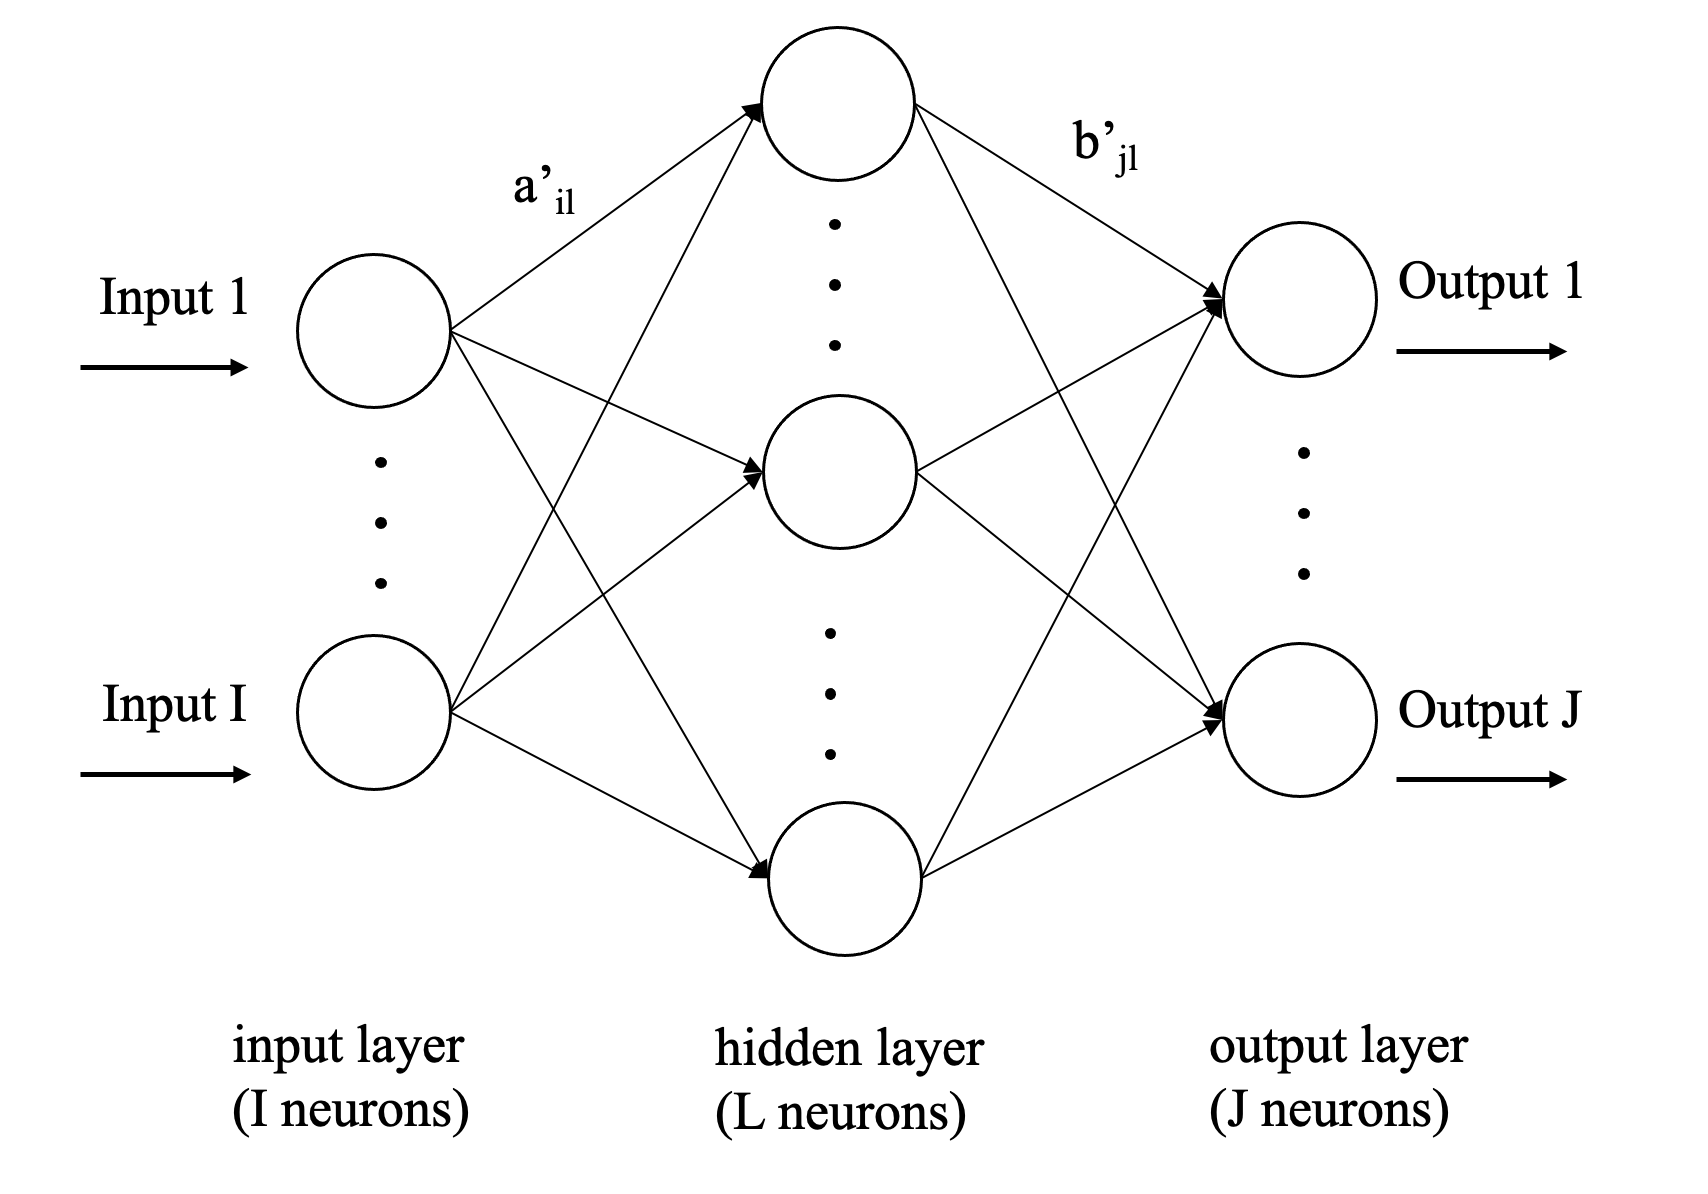 a’il
b’jl
Input 1
Output 1
Input I
Output J
input layer
(I neurons)
hidden layer
(L neurons)
output layer
(J neurons)